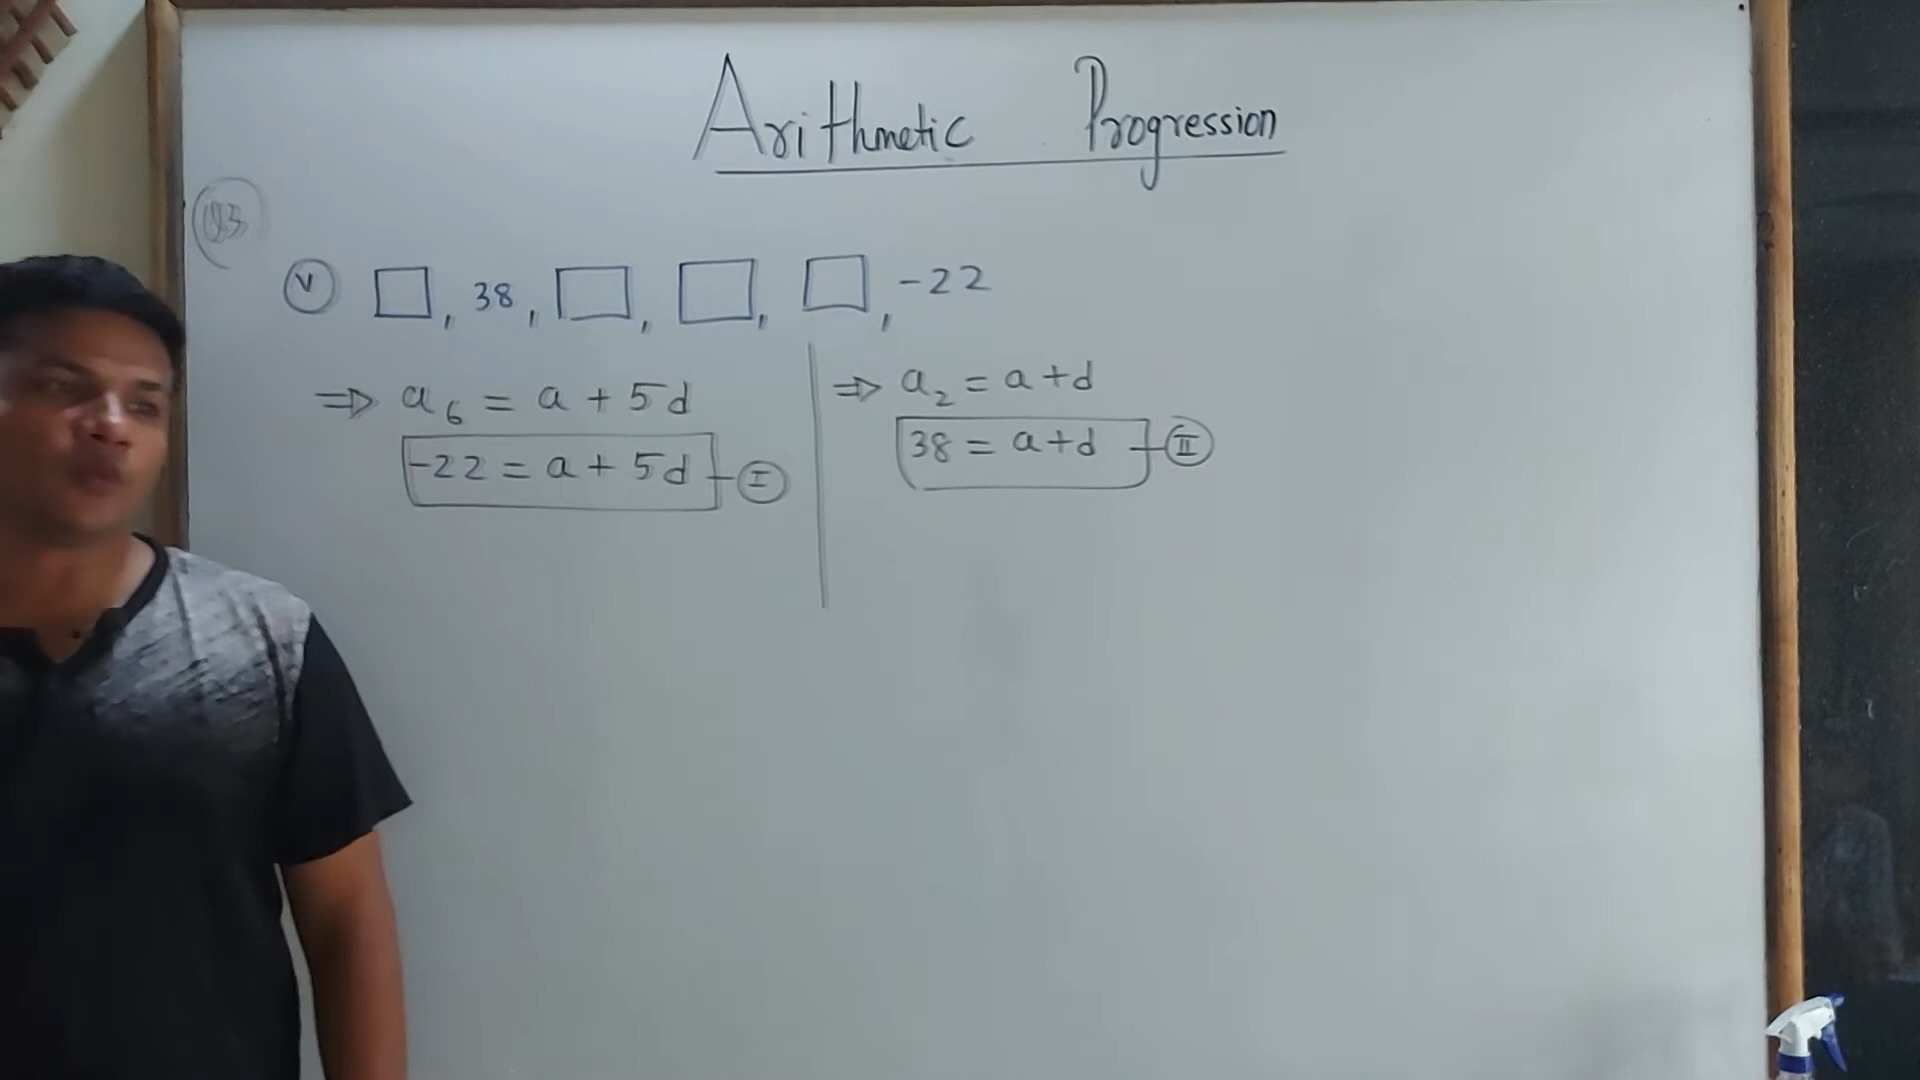 Arithmetic Progression
Q3
V □, 38, □, □, □, -22
⇒ a₆ = a + 5d
-22 = a + 5d - I
⇒ a₂ = a + d
38 = a + d - II